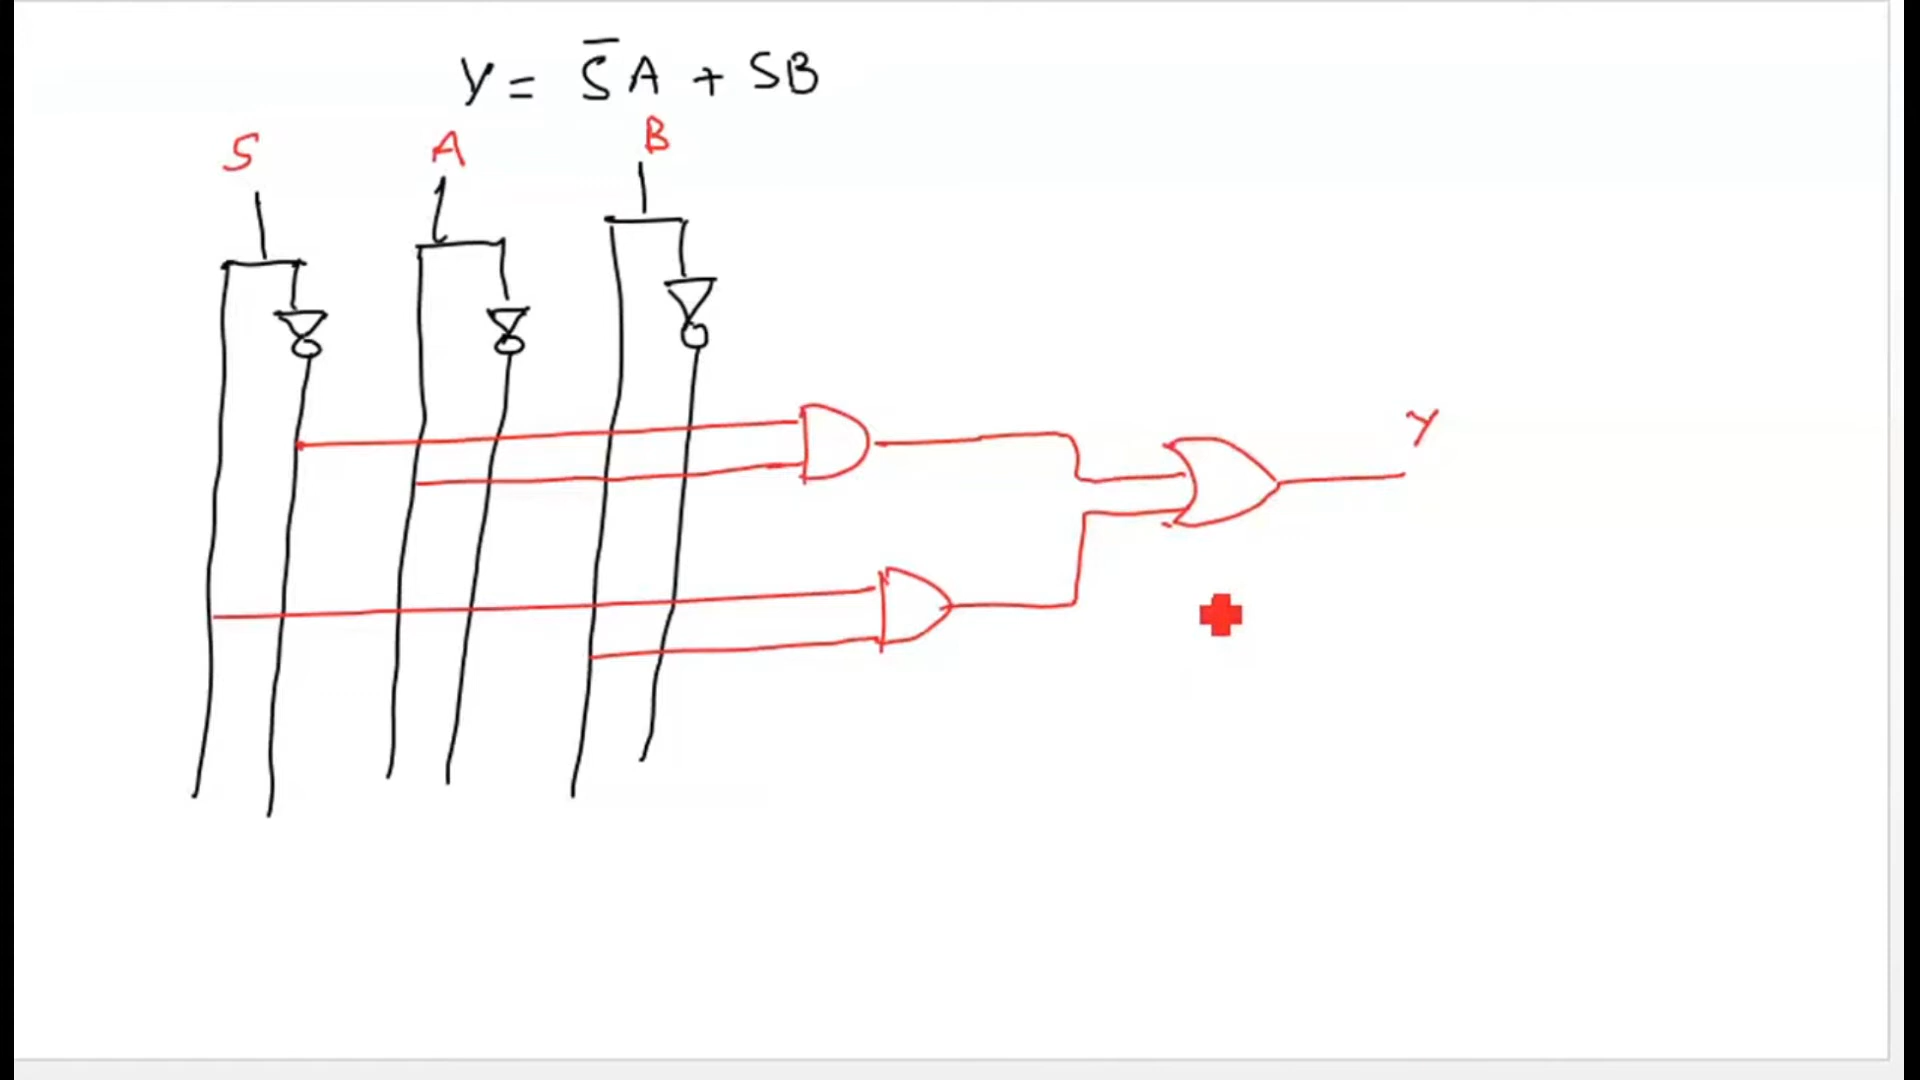 Y = S̅A + SB
S A B
Y